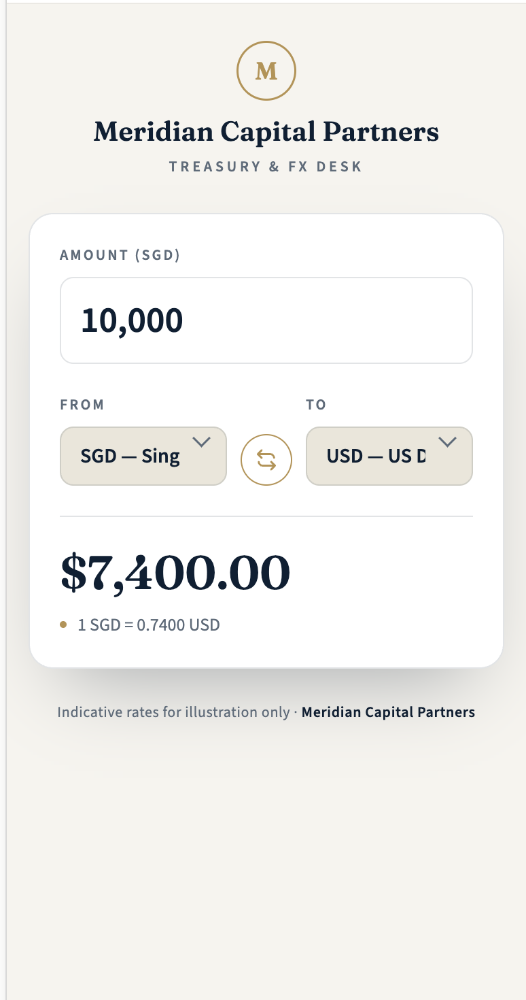 M
Meridian Capital Partners
TREASURY & FX DESK
AMOUNT (SGD)
10,000
FROM TO
SGD — Sing USD — US D
$7,400.00
1 SGD = 0.7400 USD
Indicative rates for illustration only · Meridian Capital Partners